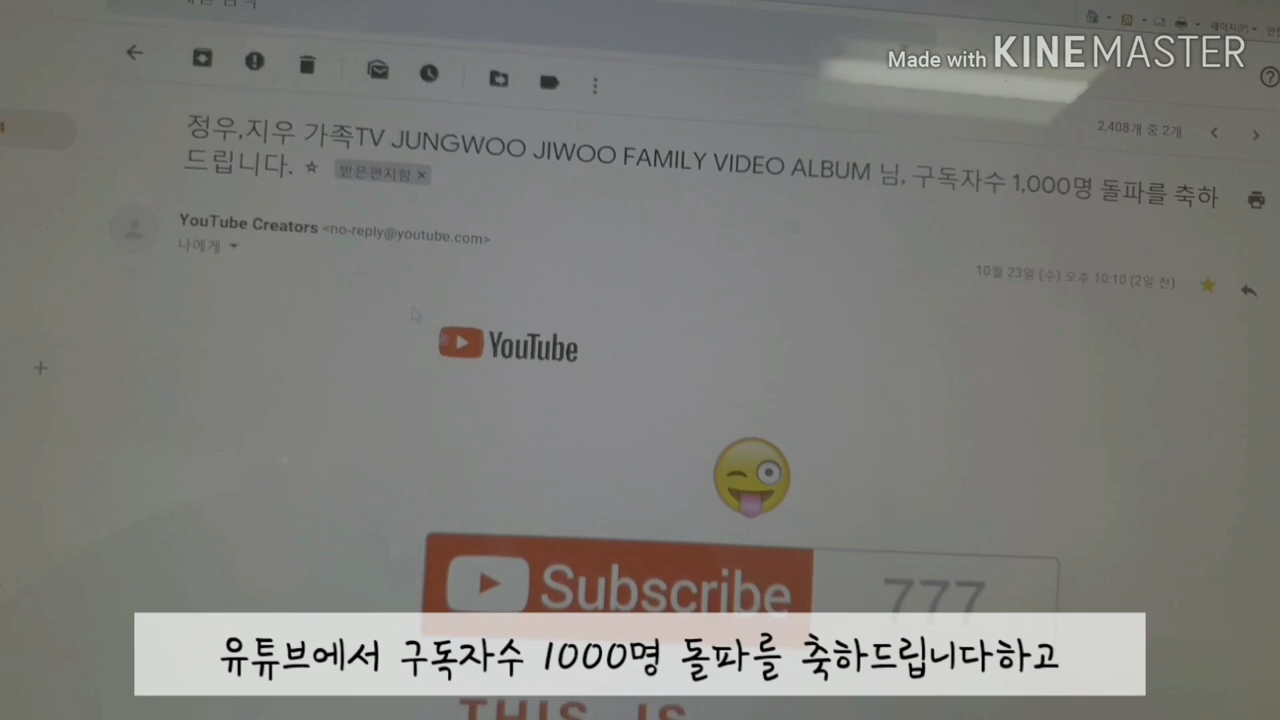 Made with KINEMASTER
페이지(P)
2,408개 중 2개
정우,지우 가족TV JUNGWOO JIWOO FAMILY VIDEO ALBUM 님, 구독자수 1,000명 돌파를 축하
드립니다. 받은편지함 ×
YouTube Creators <no-reply@youtube.com>
나에게
10월 23일 (수) 오후 10:10 (2일 전)
YouTube
Subscribe 777
유튜브에서 구독자수 1000명 돌파를 축하드립니다하고
THIS IS